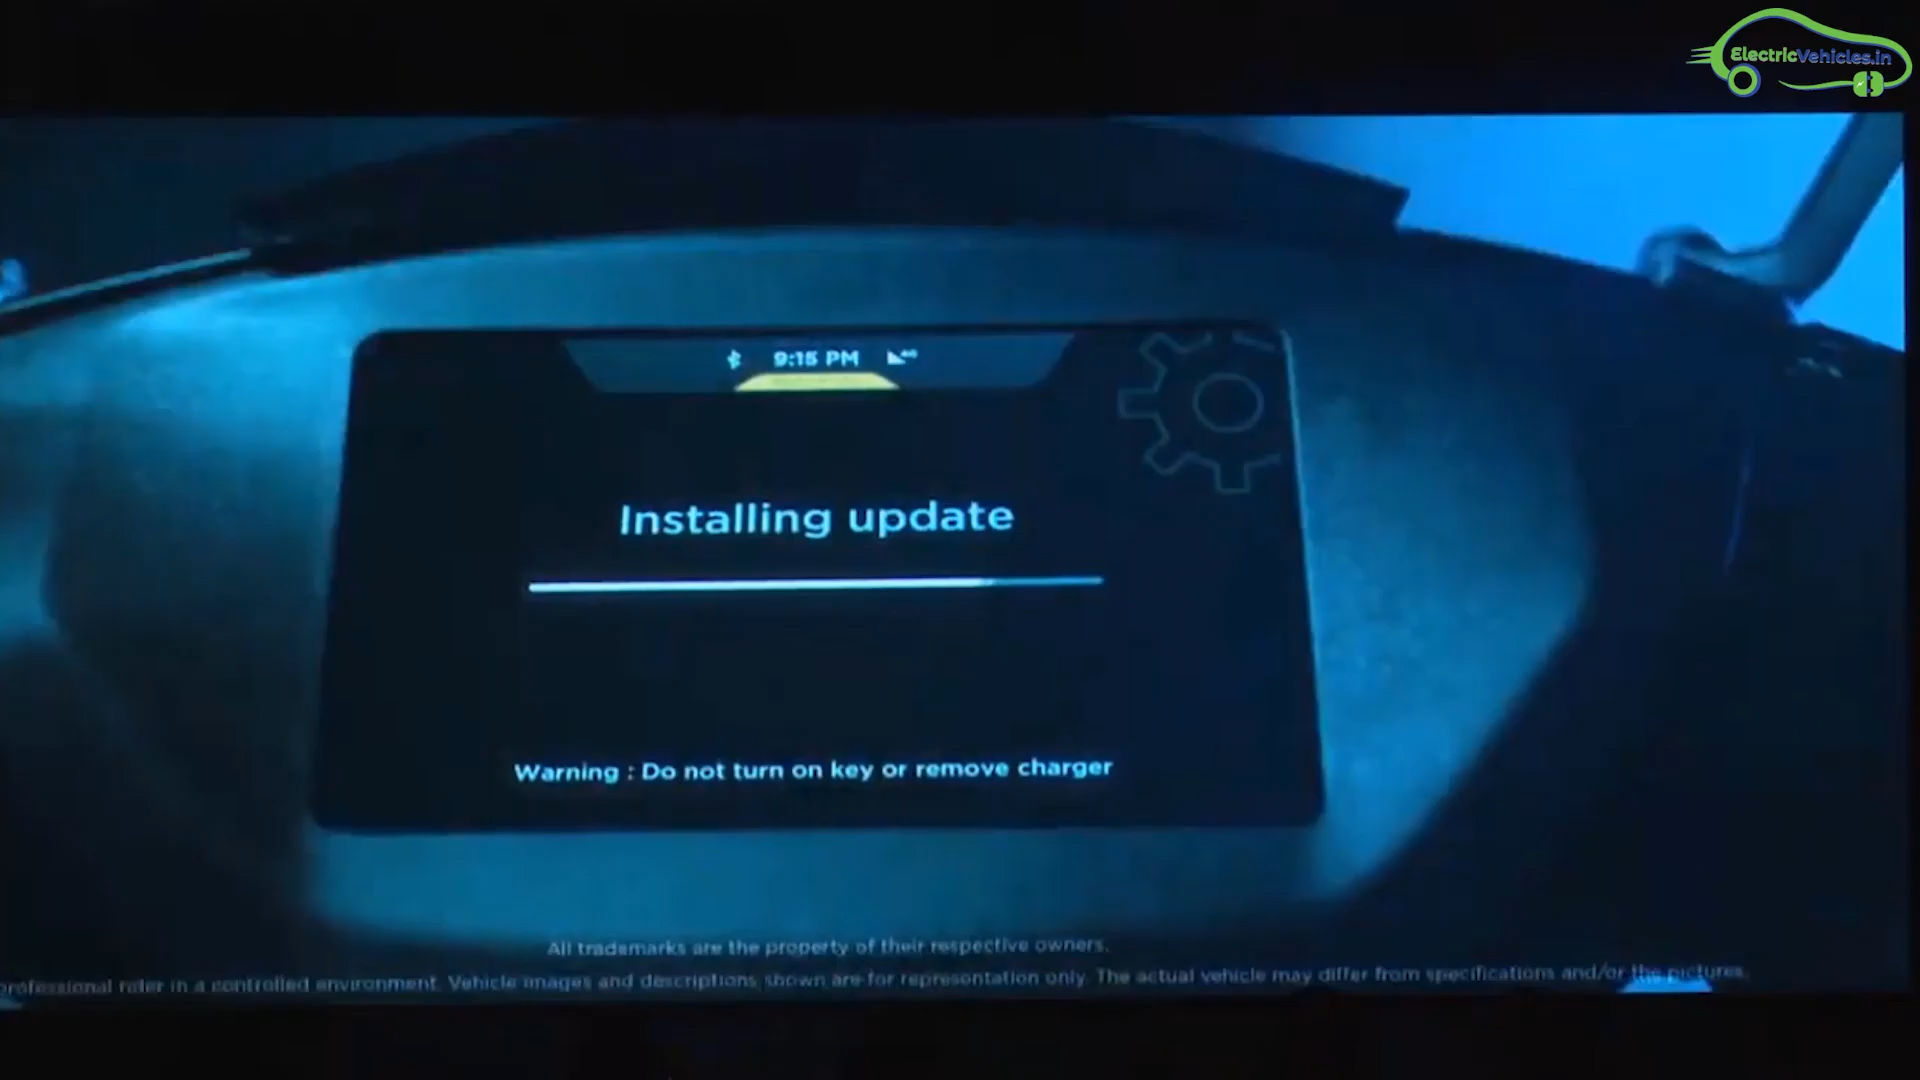 ElectricVehicles.in
9:15 PM
4G
Installing update
Warning : Do not turn on key or remove charger
All trademarks are the property of their respective owners.
professional rider in a controlled environment. Vehicle images and descriptions shown are for representation only. The actual vehicle may differ from specifications and/or the pictures.